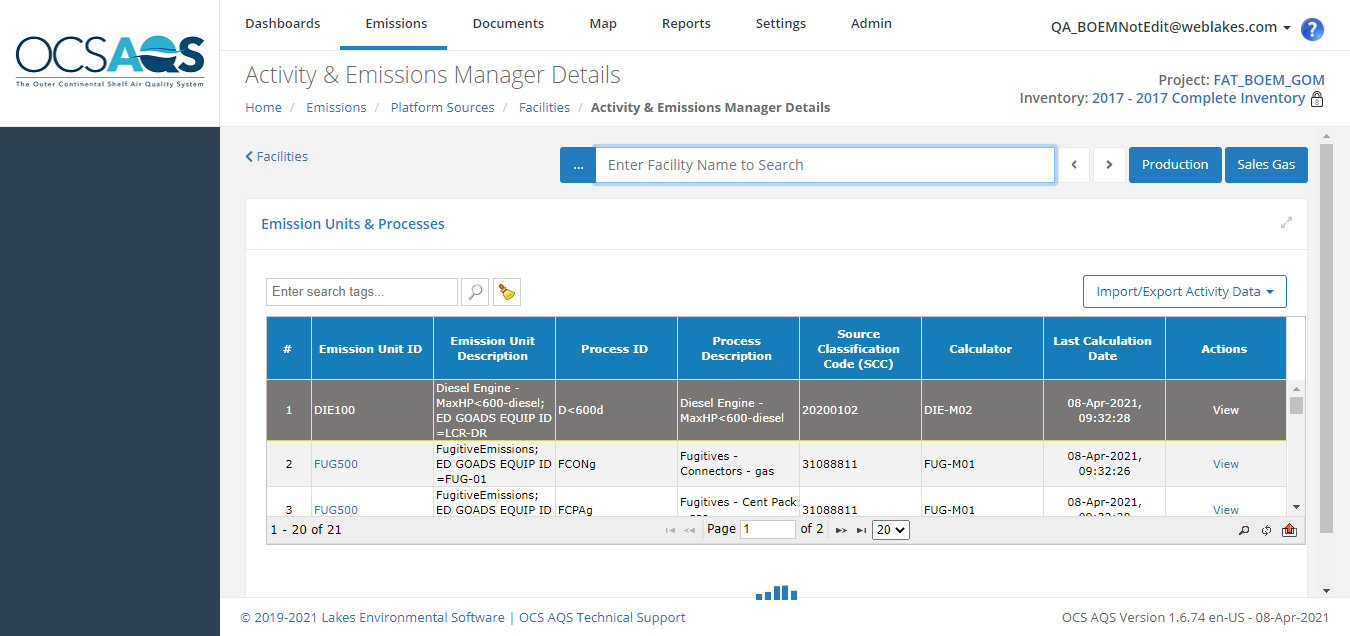 Dashboards Emissions Documents Map Reports Settings Admin QA_BOEMNotEdit@weblakes.com ?
OCSAQS
The Outer Continental Shelf Air Quality System
Activity & Emissions Manager Details
Project: FAT_BOEM_GOM
Home / Emissions / Platform Sources / Facilities / Activity & Emissions Manager Details
Inventory: 2017 - 2017 Complete Inventory
Facilities
... Enter Facility Name to Search Production Sales Gas
Emission Units & Processes
Enter search tags... Import/Export Activity Data
# Emission Unit ID Emission Unit Description Process ID Process Description Source Classification Code (SCC) Calculator Last Calculation Date Actions
1 DIE100 Diesel Engine - MaxHP<600-diesel; ED GOADS EQUIP ID =LCR-DR D<600d Diesel Engine - MaxHP<600-diesel 20200102 DIE-M02 08-Apr-2021, 09:32:28 View
2 FUG500 FugitiveEmissions; ED GOADS EQUIP ID =FUG-01 FCONg Fugitives - Connectors - gas 31088811 FUG-M01 08-Apr-2021, 09:32:26 View
3 FUG500 FugitiveEmissions; ED GOADS EQUIP ID FCPAg Fugitives - Cent Pack 31088811 FUG-M01 08-Apr-2021, View
1 - 20 of 21 Page 1 of 2 20
© 2019-2021 Lakes Environmental Software | OCS AQS Technical Support OCS AQS Version 1.6.74 en-US - 08-Apr-2021